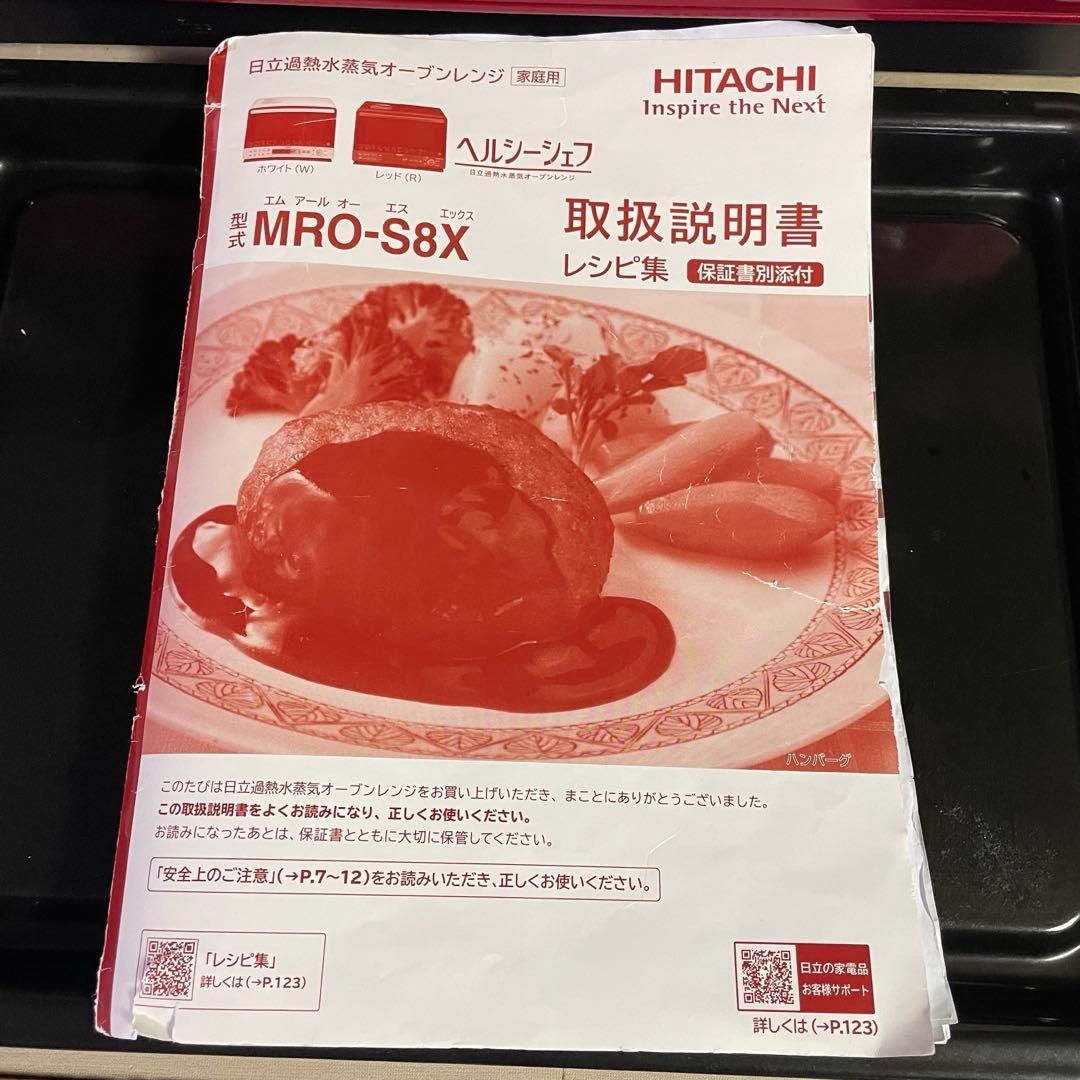 日立過熱水蒸気オーブンレンジ 家庭用
HITACHI
Inspire the Next
ホワイト（W）
レッド（R）
ヘルシーシェフ
日立過熱水蒸気オーブンレンジ
エム アール オー エス エックス
型式 MRO-S8X
取扱説明書
レシピ集 保証書別添付
ハンバーグ
このたびは日立過熱水蒸気オーブンレンジをお買い上げいただき、まことにありがとうございました。
この取扱説明書をよくお読みになり、正しくお使いください。
お読みになったあとは、保証書とともに大切に保管してください。
「安全上のご注意」（→P.7～12）をお読みいただき、正しくお使いください。
「レシピ集」
詳しくは（→P.123）
日立の家電品
お客様サポート
詳しくは（→P.123）